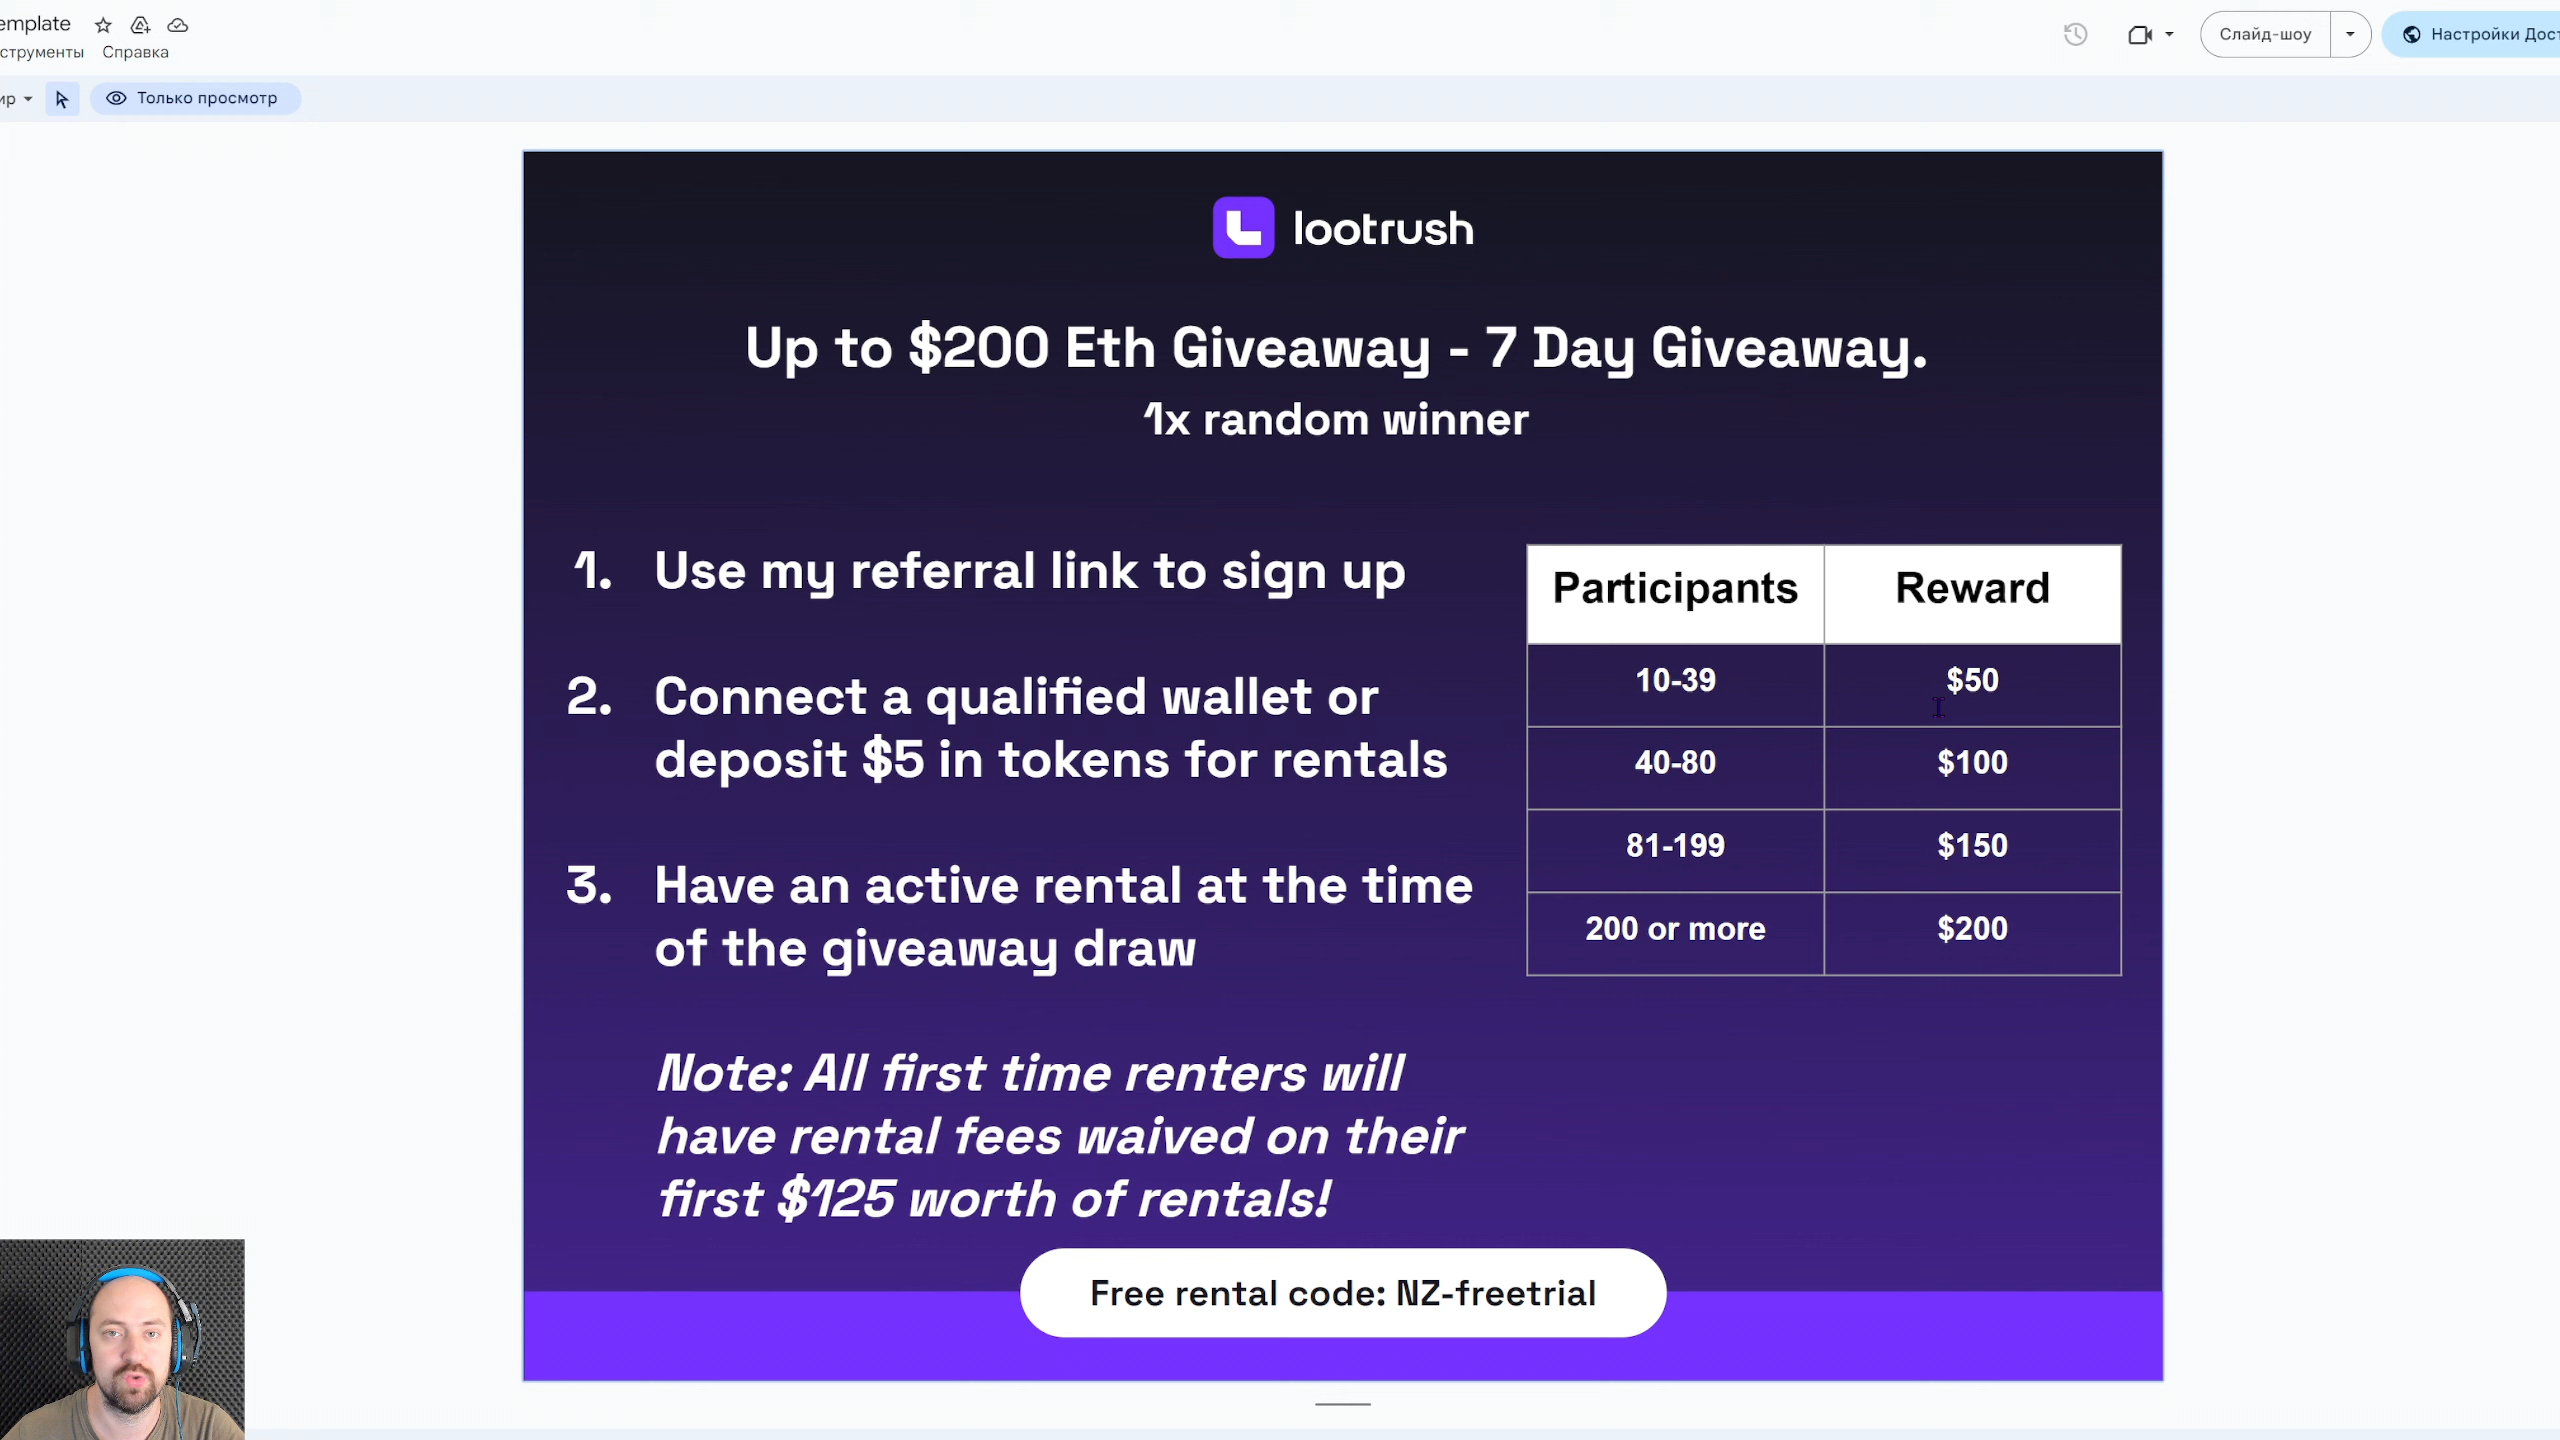 emplate
струменты Справка
Слайд-шоу
Настройки Дос
ир
Только просмотр
lootrush
Up to $200 Eth Giveaway - 7 Day Giveaway.
1x random winner
1. Use my referral link to sign up
2. Connect a qualified wallet or
deposit $5 in tokens for rentals
3. Have an active rental at the time
of the giveaway draw
Note: All first time renters will
have rental fees waived on their
first $125 worth of rentals!
Participants Reward
10-39 $50
40-80 $100
81-199 $150
200 or more $200
Free rental code: NZ-freetrial